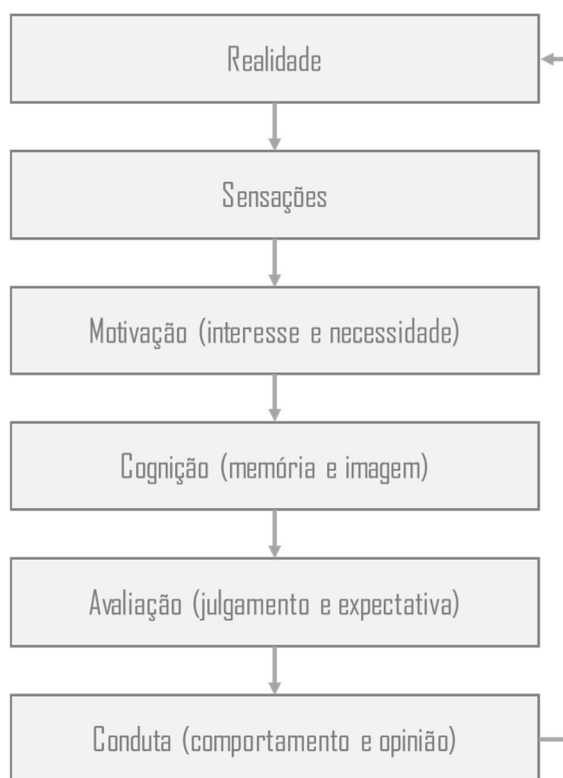 Realidade
Sensações
Motivação (interesse e necessidade)
Cognição (memória e imagem)
Avaliação (julgamento e expectativa)
Conduta (comportamento e opinião)